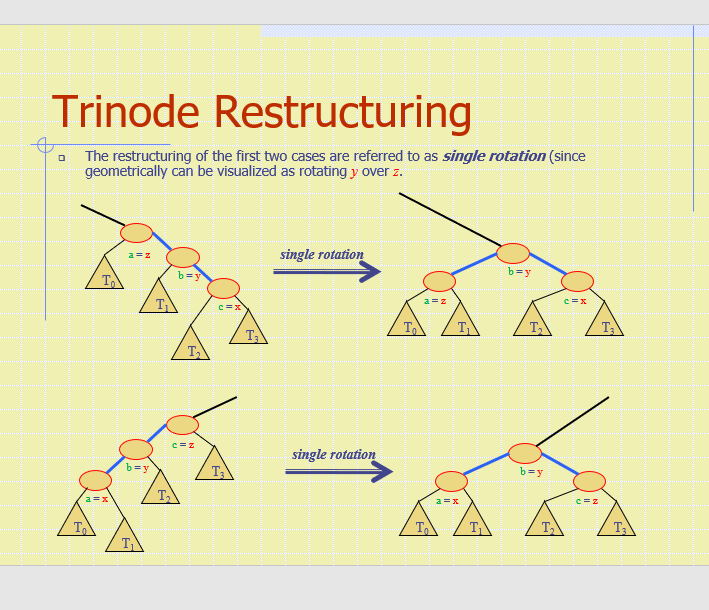 Trinode Restructuring
The restructuring of the first two cases are referred to as single rotation (since
geometrically can be visualized as rotating y over z.
a = z
T0
b = y
T1
c = x
T2
T3
single rotation
b = y
a = z
c = x
T0
T1
T2
T3
c = z
b = y
T3
a = x
T2
T0
T1
single rotation
b = y
a = x
c = z
T0
T1
T2
T3